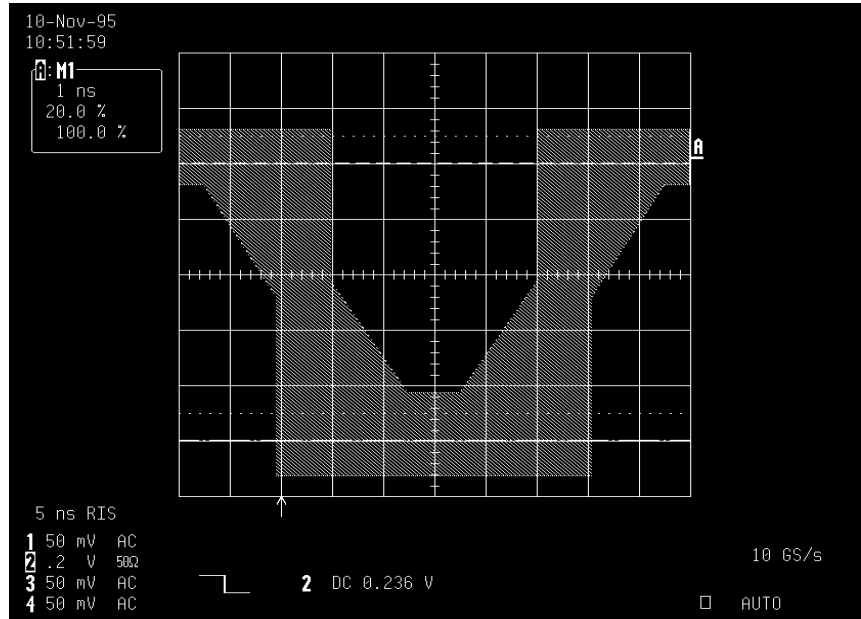 10-Nov-95
10:51:59
A: M1
1 ns
20.0 %
100.0 %
A
5 ns RIS
1 50 mV AC
2 .2 V 50Ω
3 50 mV AC
4 50 mV AC
2 DC 0.236 V
10 GS/s
□ AUTO